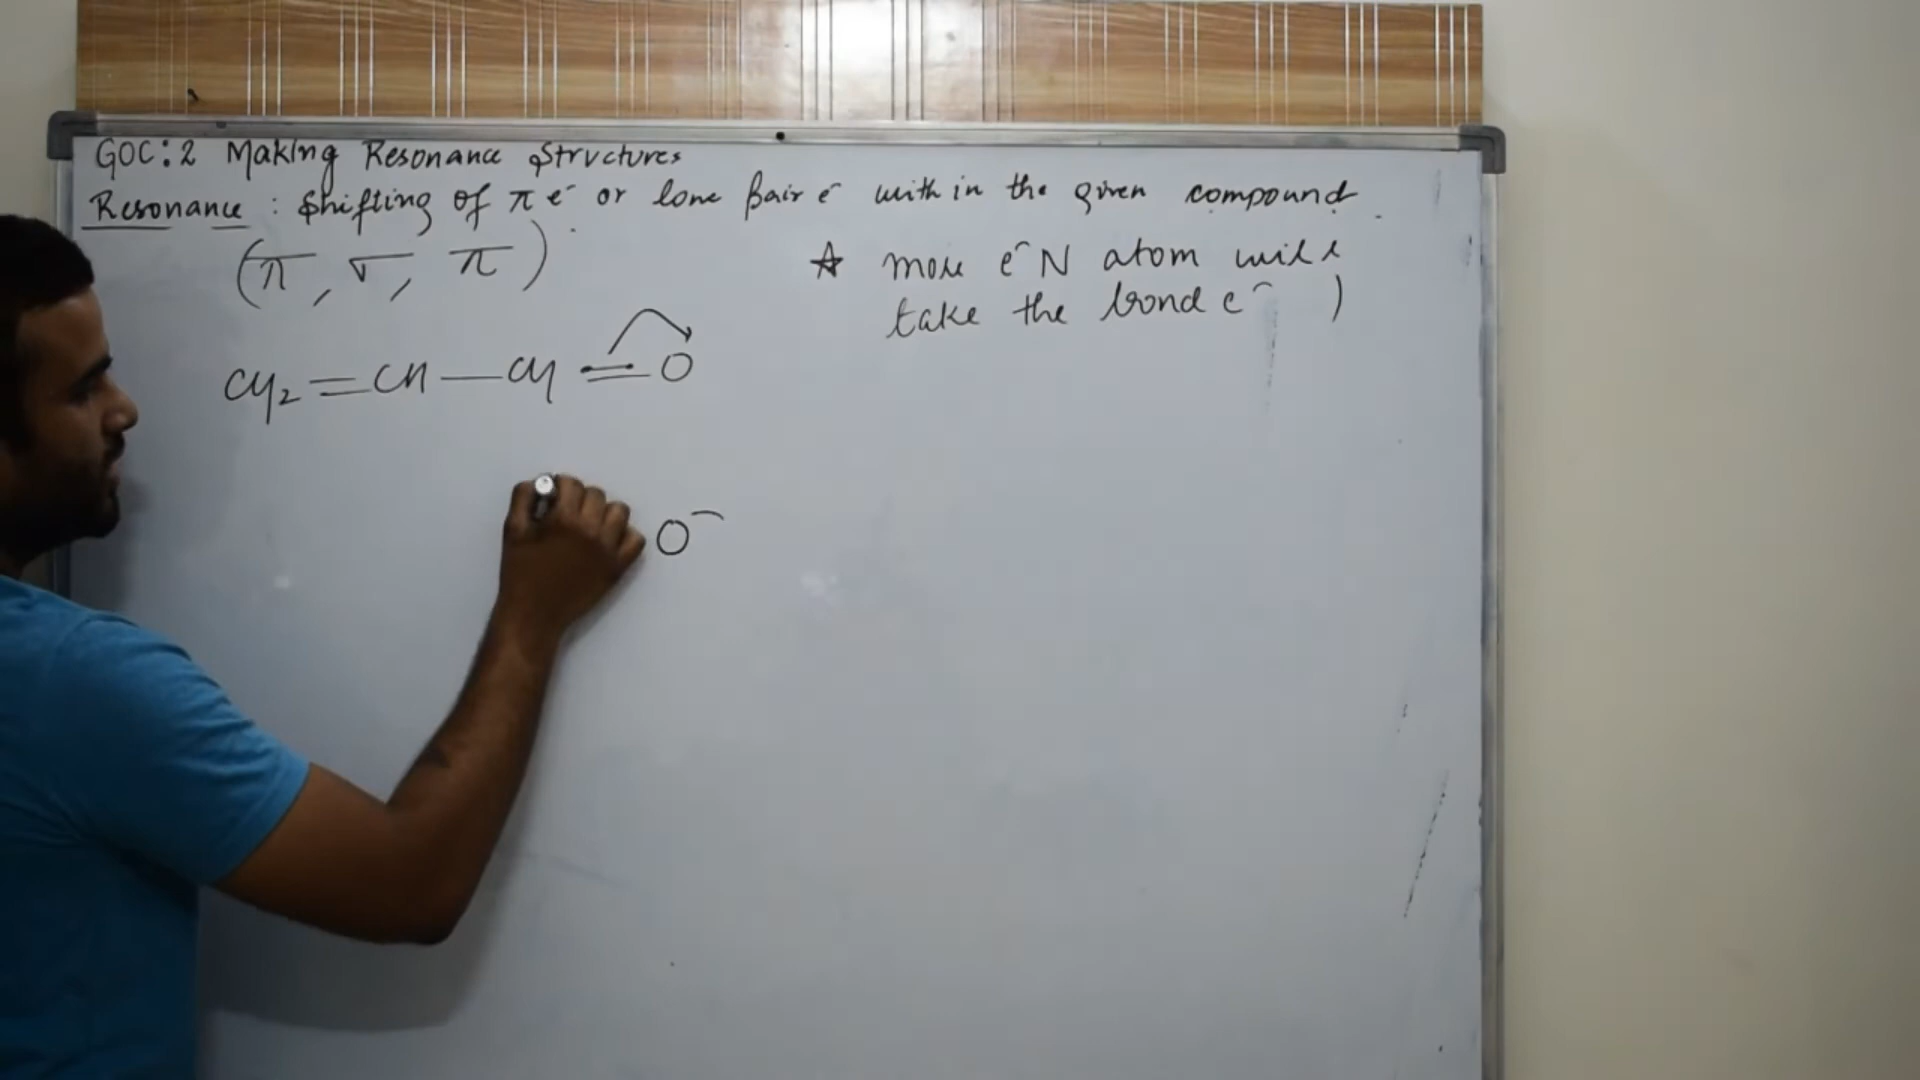 GOC: 2 Making Resonance Structures
Resonance : Shifting of π e⁻ or lone pair e⁻ with in the given compound.
(π, σ, π)
☆ more e⁻N atom will
take the bond e⁻ )
CH₂=CH—CH=O
O⁻